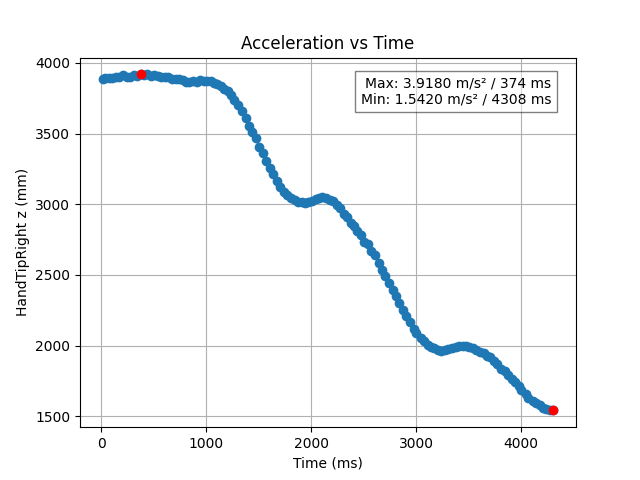 Acceleration vs Time
Max: 3.9180 m/s² / 374 ms
Min: 1.5420 m/s² / 4308 ms
4000
3500
3000
2500
2000
1500
HandTipRight z (mm)
0 1000 2000 3000 4000
Time (ms)